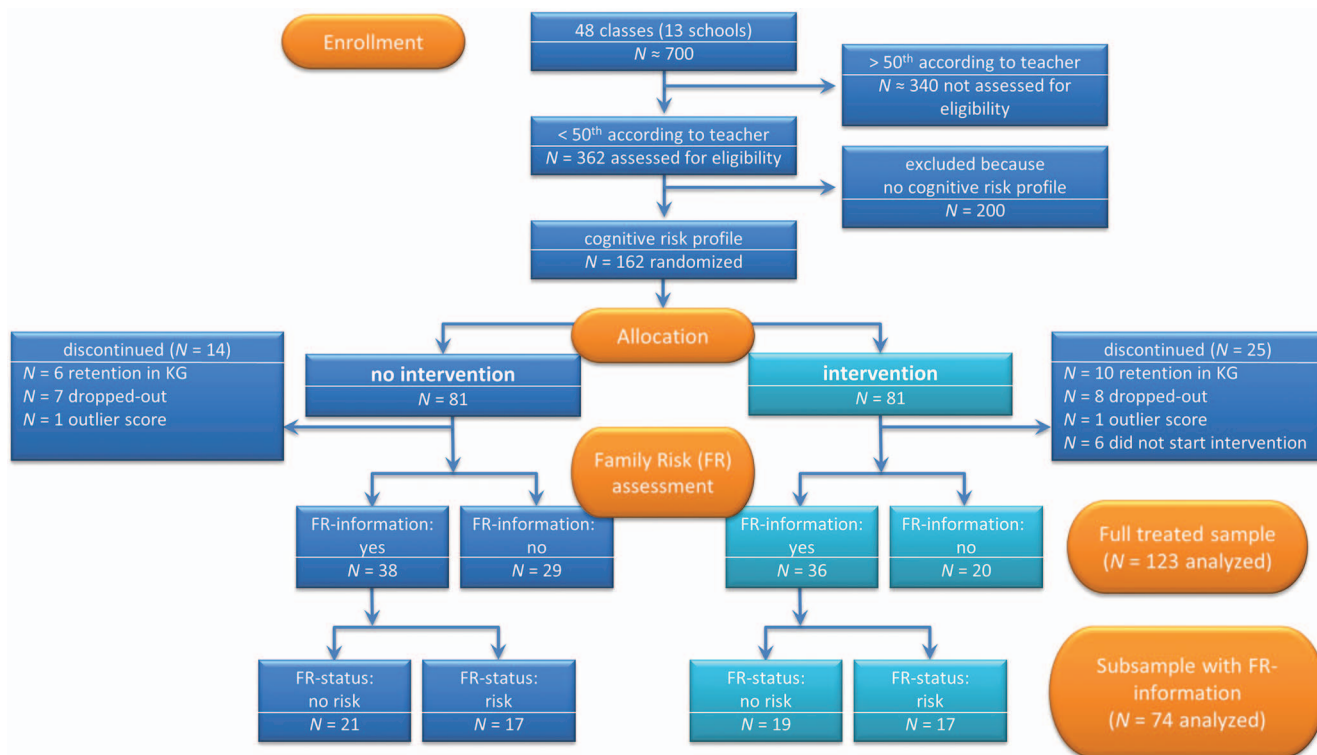 Enrollment
48 classes (13 schools)
N ≈ 700
> 50th according to teacher
N ≈ 340 not assessed for
eligibility
< 50th according to teacher
N = 362 assessed for eligibility
excluded because
no cognitive risk profile
N = 200
cognitive risk profile
N = 162 randomized
Allocation
discontinued (N = 14)
N = 6 retention in KG
N = 7 dropped-out
N = 1 outlier score
no intervention
N = 81
intervention
N = 81
discontinued (N = 25)
N = 10 retention in KG
N = 8 dropped-out
N = 1 outlier score
N = 6 did not start intervention
Family Risk (FR)
assessment
FR-information:
yes
N = 38
FR-information:
no
N = 29
FR-information:
yes
N = 36
FR-information:
no
N = 20
Full treated sample
(N = 123 analyzed)
FR-status:
no risk
N = 21
FR-status:
risk
N = 17
FR-status:
no risk
N = 19
FR-status:
risk
N = 17
Subsample with FR-
information
(N = 74 analyzed)